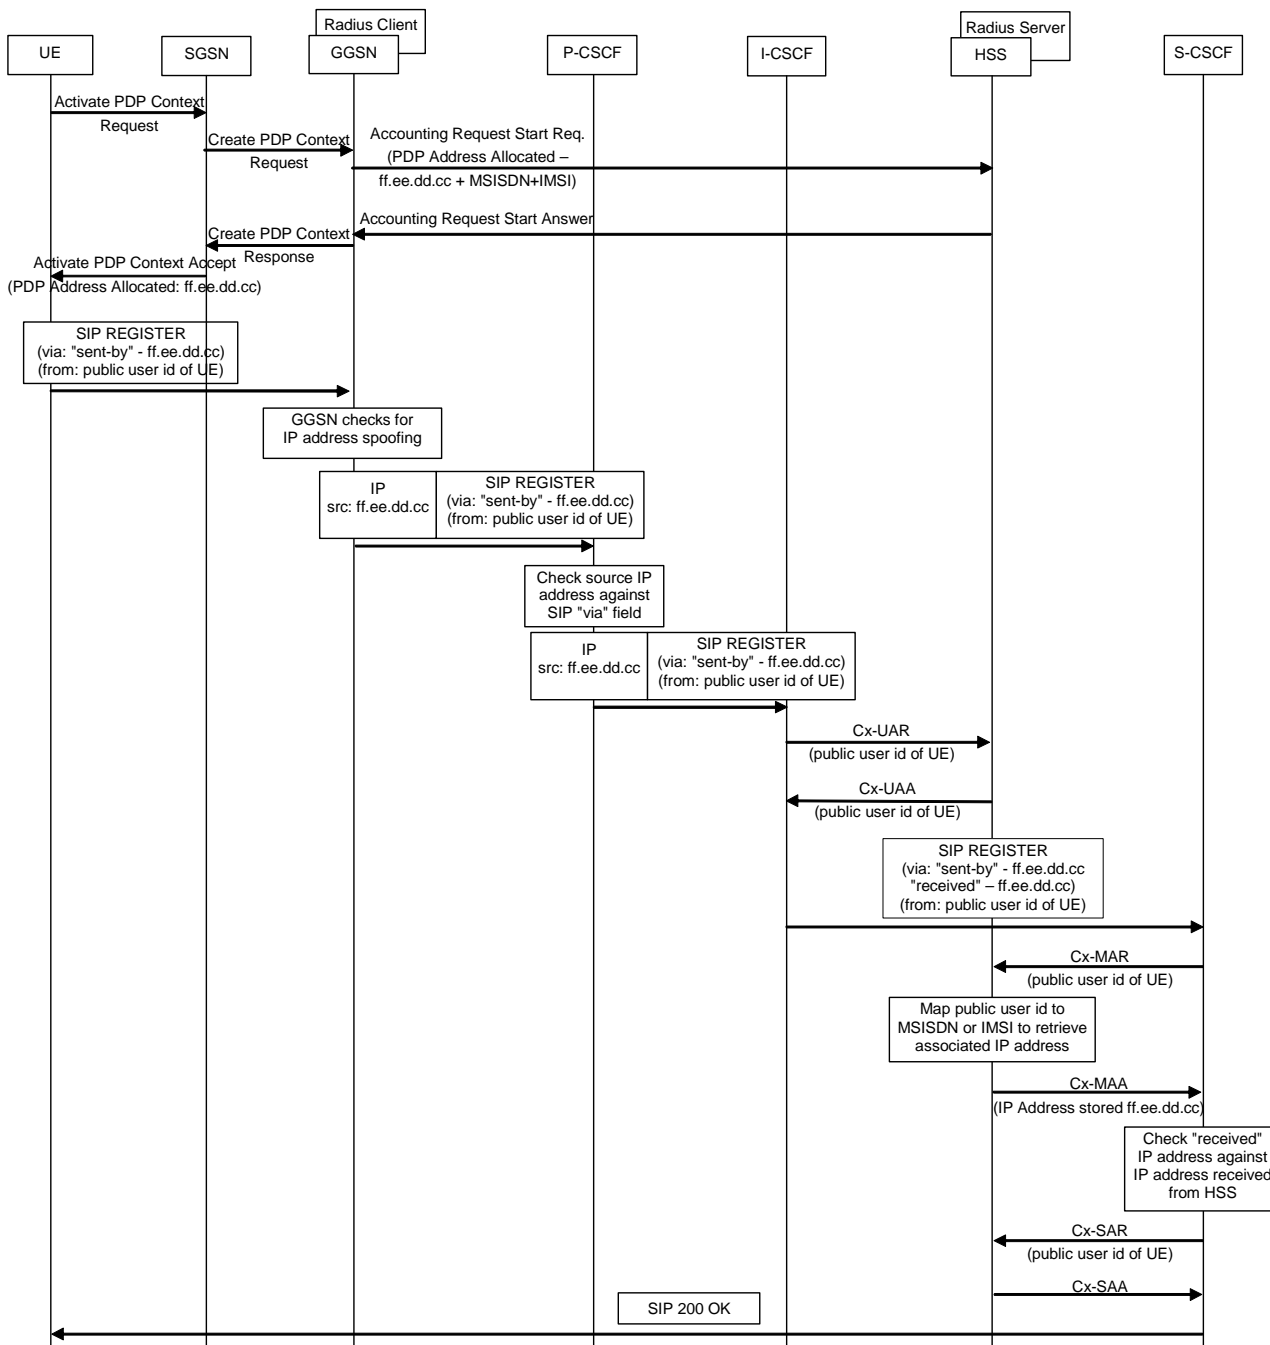 Radius Client
Radius Server
UE
SGSN
GGSN
P-CSCF
I-CSCF
HSS
S-CSCF
Activate PDP Context
Request
Create PDP Context
Request
Accounting Request Start Req.
(PDP Address Allocated –
ff.ee.dd.cc + MSISDN+IMSI)
Accounting Request Start Answer
Create PDP Context
Response
Activate PDP Context Accept
(PDP Address Allocated: ff.ee.dd.cc)
SIP REGISTER
(via: "sent-by" - ff.ee.dd.cc)
(from: public user id of UE)
GGSN checks for
IP address spoofing
IP
src: ff.ee.dd.cc
SIP REGISTER
(via: "sent-by" - ff.ee.dd.cc)
(from: public user id of UE)
Check source IP
address against
SIP "via" field
IP
src: ff.ee.dd.cc
SIP REGISTER
(via: "sent-by" - ff.ee.dd.cc)
(from: public user id of UE)
Cx-UAR
(public user id of UE)
Cx-UAA
(public user id of UE)
SIP REGISTER
(via: "sent-by" - ff.ee.dd.cc
"received" – ff.ee.dd.cc)
(from: public user id of UE)
Cx-MAR
(public user id of UE)
Map public user id to
MSISDN or IMSI to retrieve
associated IP address
Cx-MAA
(IP Address stored ff.ee.dd.cc)
Check "received"
IP address against
IP address received
from HSS
Cx-SAR
(public user id of UE)
Cx-SAA
SIP 200 OK